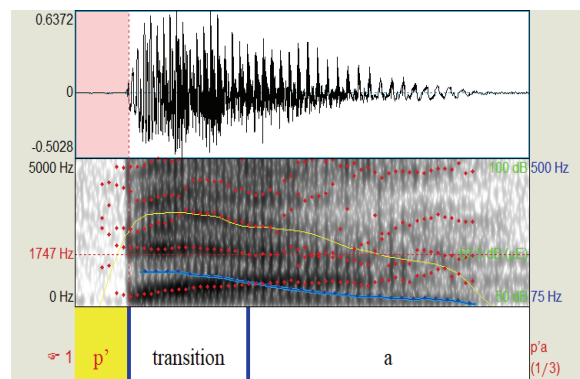 0.6372
0
-0.5028
5000 Hz
100 dB
500 Hz
1747 Hz
0 Hz
50 dB
75 Hz
☞ 1
p'
transition
a
p'a
(1/3)